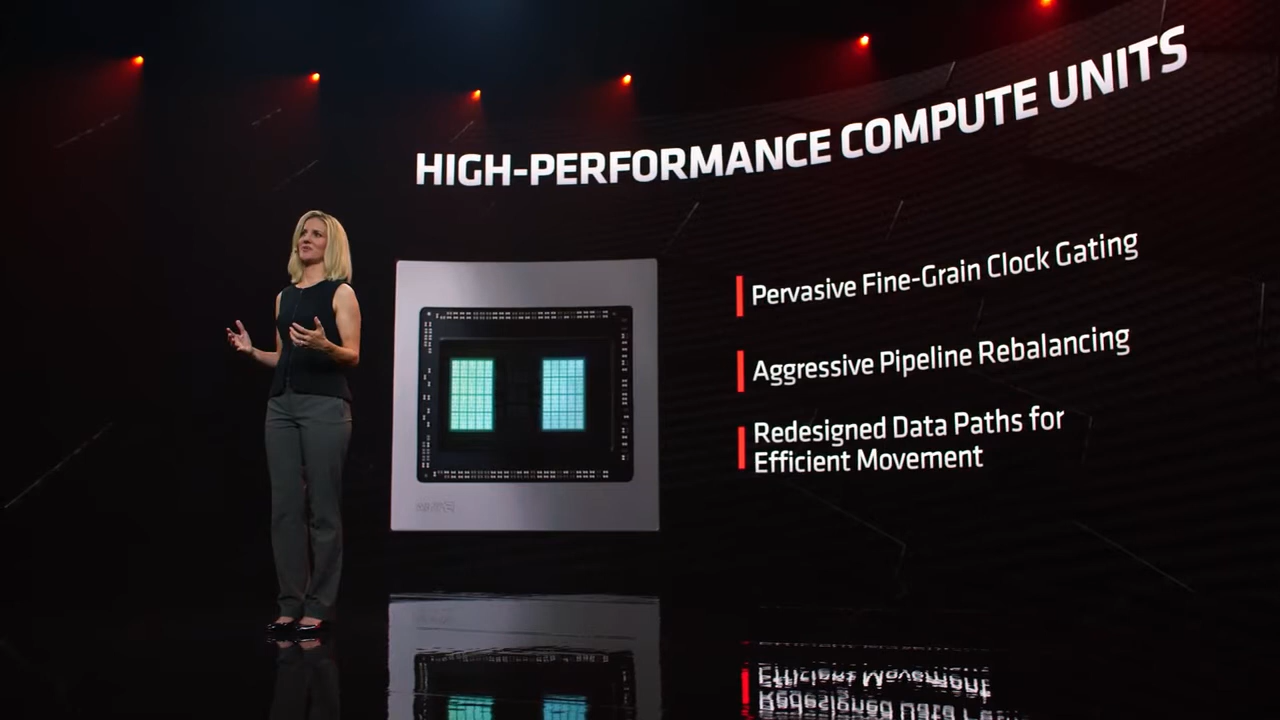 HIGH-PERFORMANCE COMPUTE UNITS
Pervasive Fine-Grain Clock Gating
Aggressive Pipeline Rebalancing
Redesigned Data Paths for
Efficient Movement